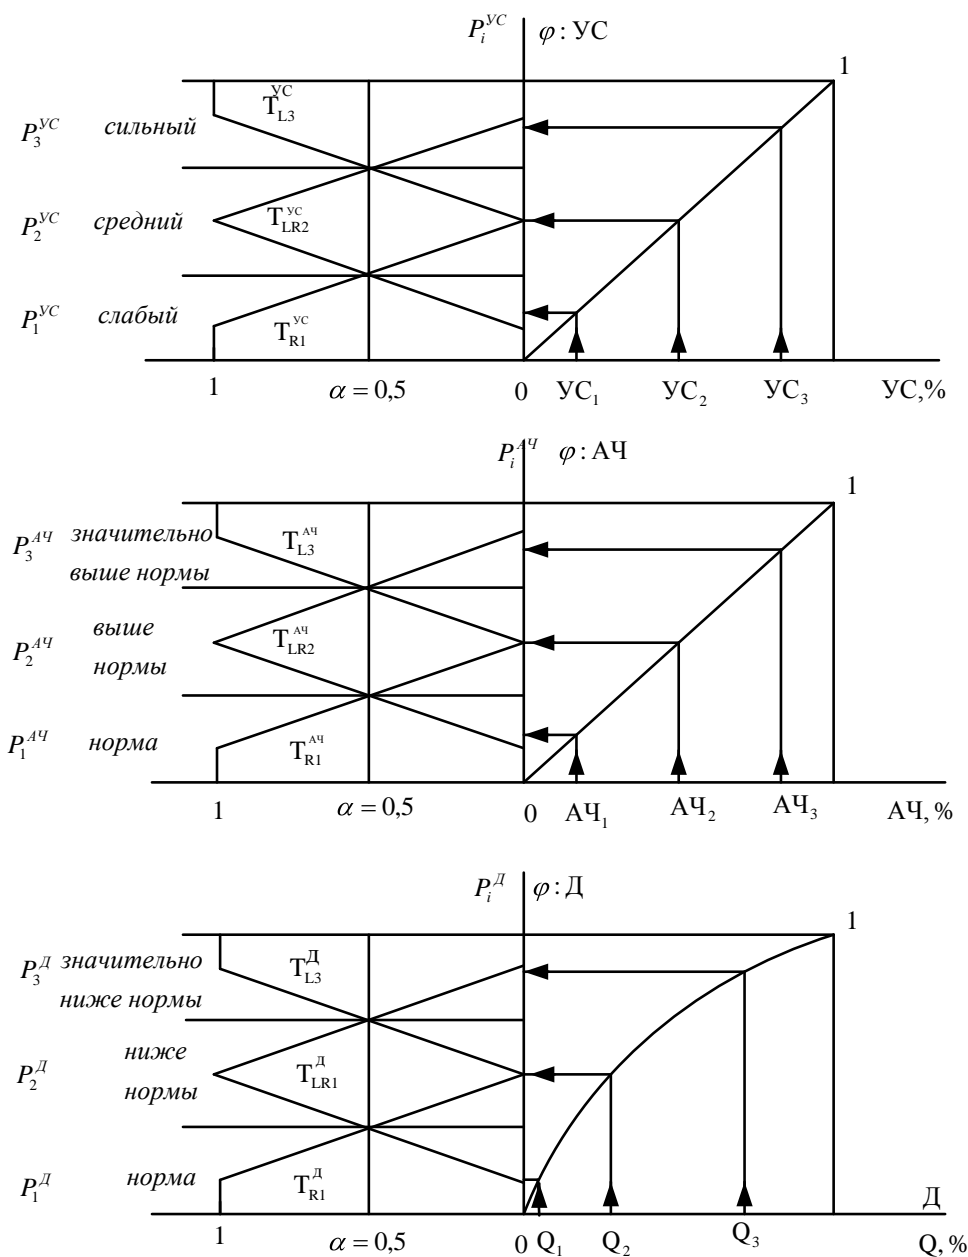 P_i^УС φ : УС
1
T_L3^УС
P_3^УС сильный
P_2^УС средний T_LR2^УС
P_1^УС слабый T_R1^УС
1 α = 0,5 0 УС_1 УС_2 УС_3 УС,%
P_i^АЧ φ : АЧ
1
P_3^АЧ значительно выше нормы T_L3^АЧ
P_2^АЧ выше нормы T_LR2^АЧ
P_1^АЧ норма T_R1^АЧ
1 α = 0,5 0 АЧ_1 АЧ_2 АЧ_3 АЧ, %
P_i^Д φ : Д
1
P_3^Д значительно ниже нормы T_L3^Д
P_2^Д ниже нормы T_LR1^Д
P_1^Д норма T_R1^Д
Д
1 α = 0,5 0 Q_1 Q_2 Q_3 Q, %